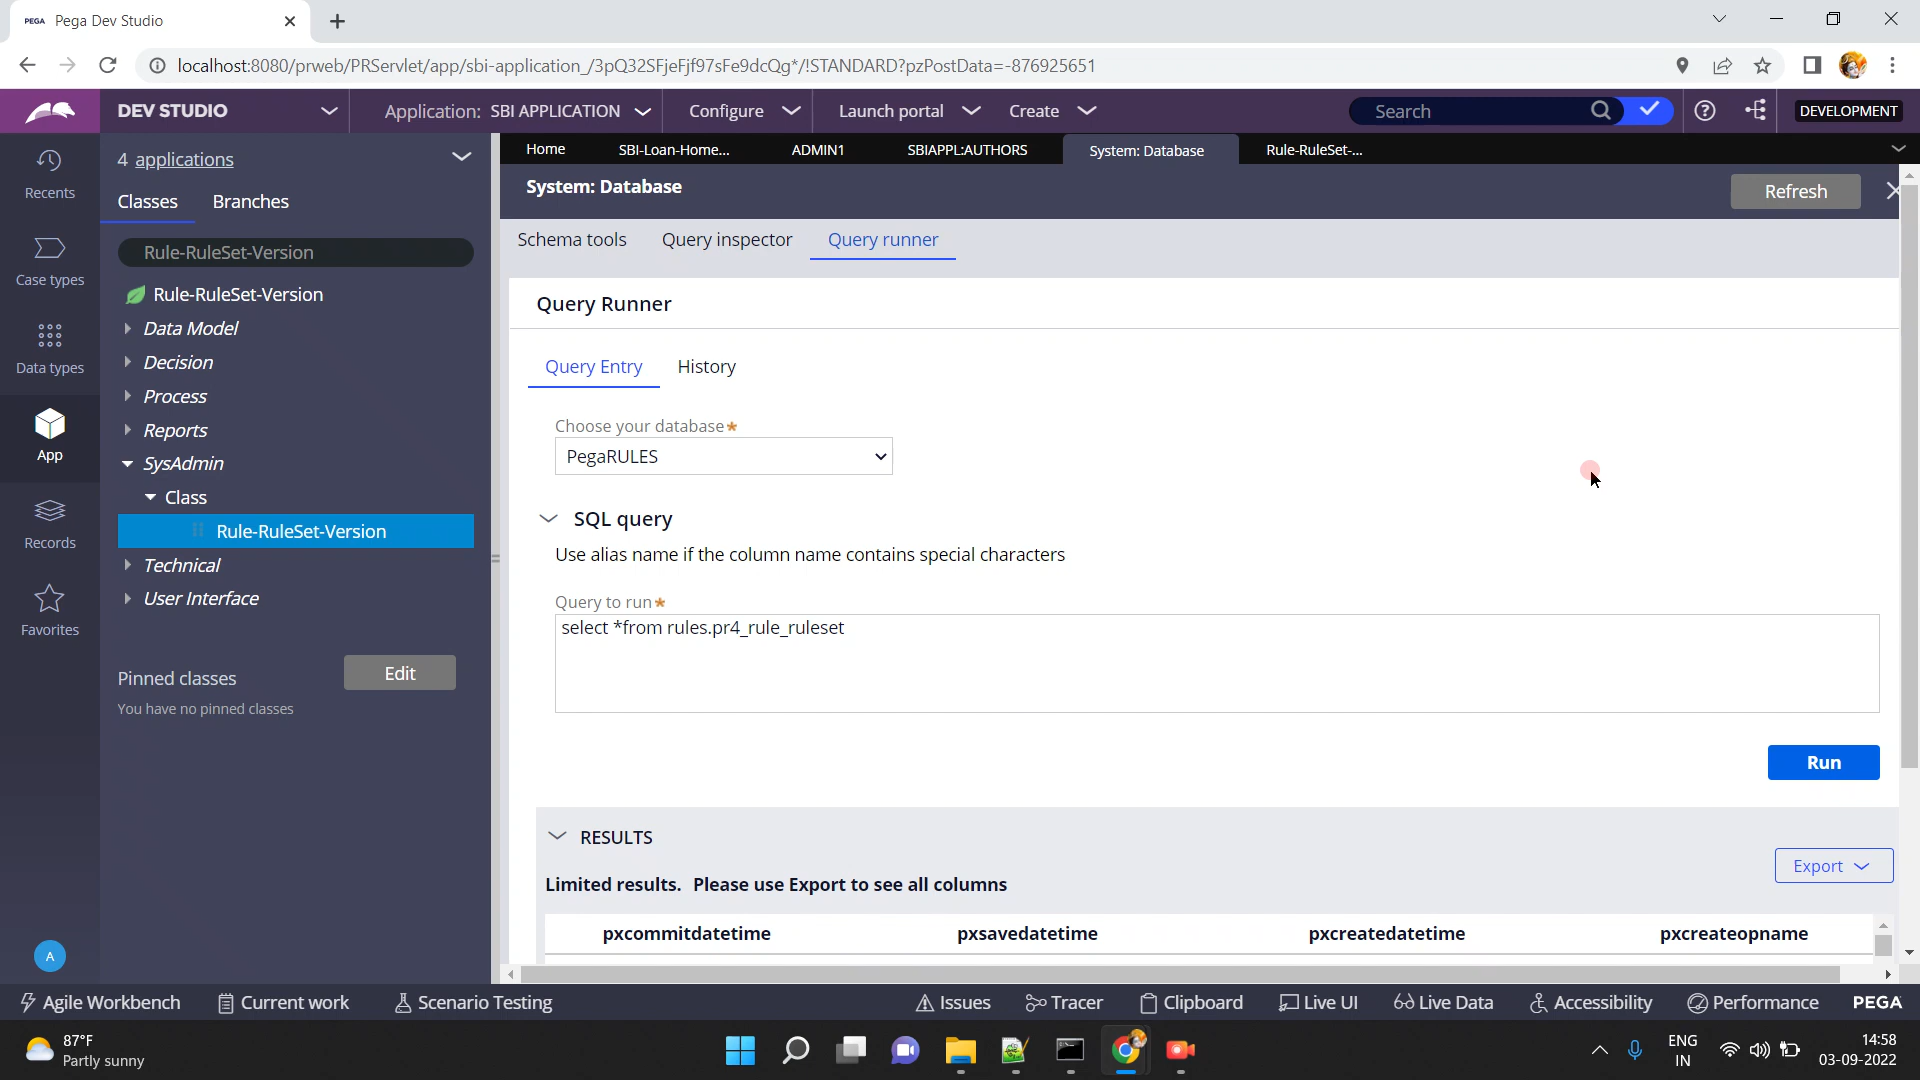 PEGA Pega Dev Studio
localhost:8080/prweb/PRServlet/app/sbi-application_/3pQ32SFjeFjf97sFe9dcQg*/!STANDARD?pzPostData=-876925651
DEV STUDIO
Application: SBI APPLICATION
Configure
Launch portal
Create
Search
DEVELOPMENT
Recents
Case types
Data types
App
Records
Favorites
A
4 applications
Classes Branches
Rule-RuleSet-Version
Rule-RuleSet-Version
Data Model
Decision
Process
Reports
SysAdmin
Class
Rule-RuleSet-Version
Technical
User Interface
Pinned classes
Edit
You have no pinned classes
Home SBI-Loan-Home... ADMIN1 SBIAPPL:AUTHORS System: Database Rule-RuleSet-...
System: Database
Refresh
Schema tools Query inspector Query runner
Query Runner
Query Entry History
Choose your database*
PegaRULES
SQL query
Use alias name if the column name contains special characters
Query to run*
select *from rules.pr4_rule_ruleset
Run
RESULTS
Export
Limited results. Please use Export to see all columns
pxcommitdatetime pxsavedatetime pxcreatedatetime pxcreateopname
Agile Workbench Current work Scenario Testing Issues Tracer Clipboard Live UI Live Data Accessibility Performance PEGA
87°F
Partly sunny
ENG
IN
14:58
03-09-2022